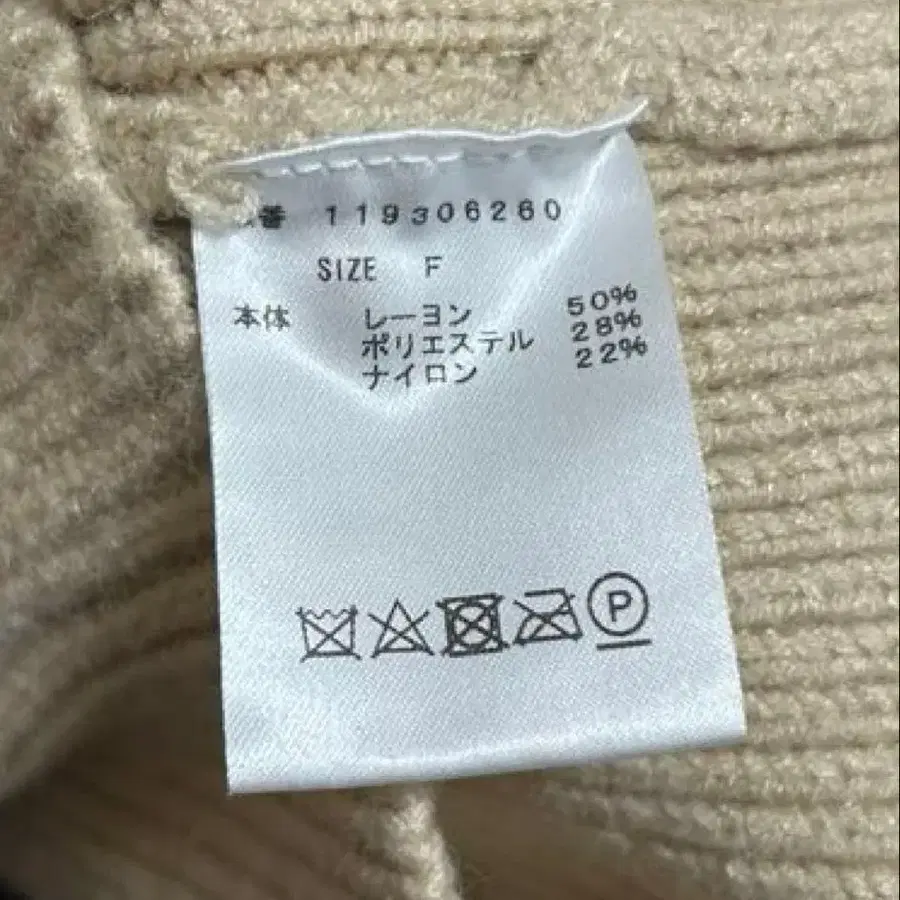 番 119306260
SIZE F
本体 レーヨン 50%
ポリエステル 28%
ナイロン 22%
P